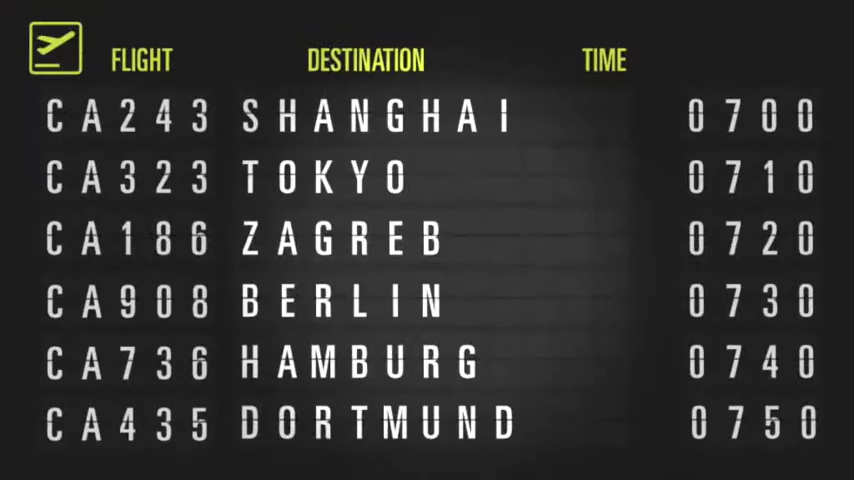 FLIGHT DESTINATION TIME
CA243 SHANGHAI 0700
CA323 TOKYO 0710
CA186 ZAGREB 0720
CA908 BERLIN 0730
CA736 HAMBURG 0740
CA435 DORTMUND 0750